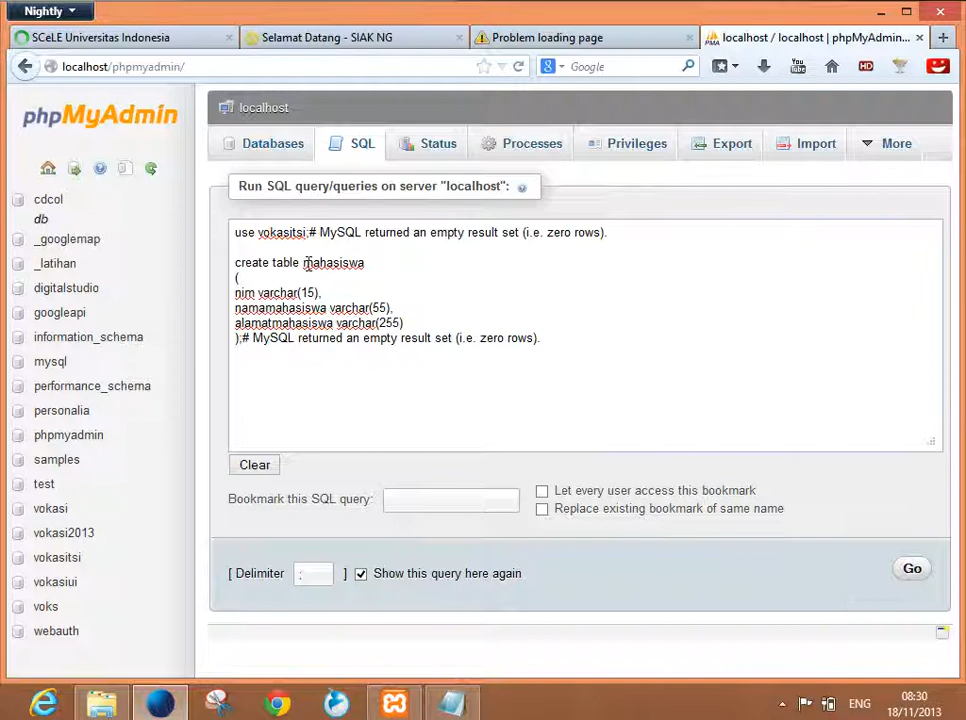 Nightly
SCeLE Universitas Indonesia
Selamat Datang - SIAK NG
Problem loading page
localhost / localhost | phpMyAdmin...
localhost/phpmyadmin/
Google
You
Tube
HD
phpMyAdmin
cdcol
db
_googlemap
_latihan
digitalstudio
googleapi
information_schema
mysql
performance_schema
personalia
phpmyadmin
samples
test
vokasi
vokasi2013
vokasitsi
vokasiui
voks
webauth
localhost
Databases
SQL
Status
Processes
Privileges
Export
Import
More
Run SQL query/queries on server "localhost":
use vokasitsi;# MySQL returned an empty result set (i.e. zero rows).
create table mahasiswa
(
nim varchar(15),
namamahasiswa varchar(55),
alamatmahasiswa varchar(255)
);# MySQL returned an empty result set (i.e. zero rows).
Clear
Bookmark this SQL query:
Let every user access this bookmark
Replace existing bookmark of same name
[ Delimiter ; ] Show this query here again
Go
ENG
08:30
18/11/2013